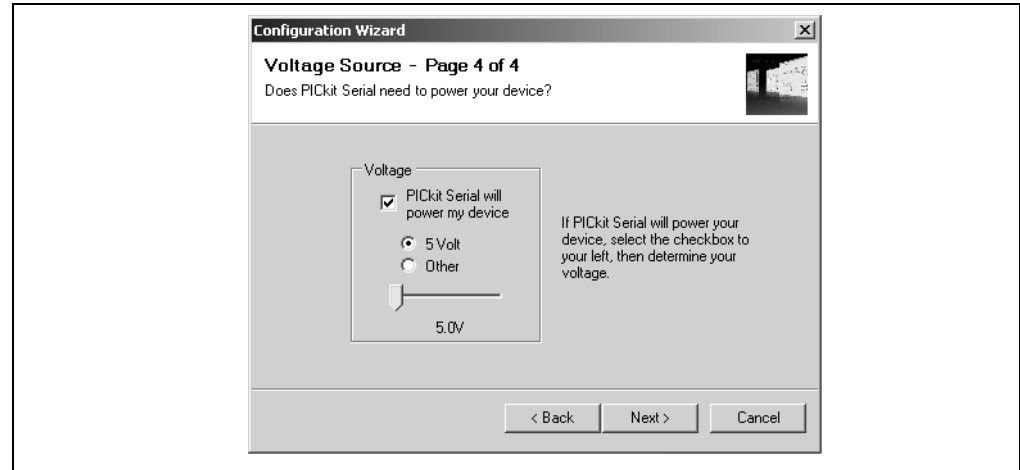 Configuration Wizard
Voltage Source - Page 4 of 4
Does PICkit Serial need to power your device?
Voltage
PICkit Serial will
power my device
5 Volt
Other
5.0V
If PICkit Serial will power your
device, select the checkbox to
your left, then determine your
voltage.
< Back
Next >
Cancel